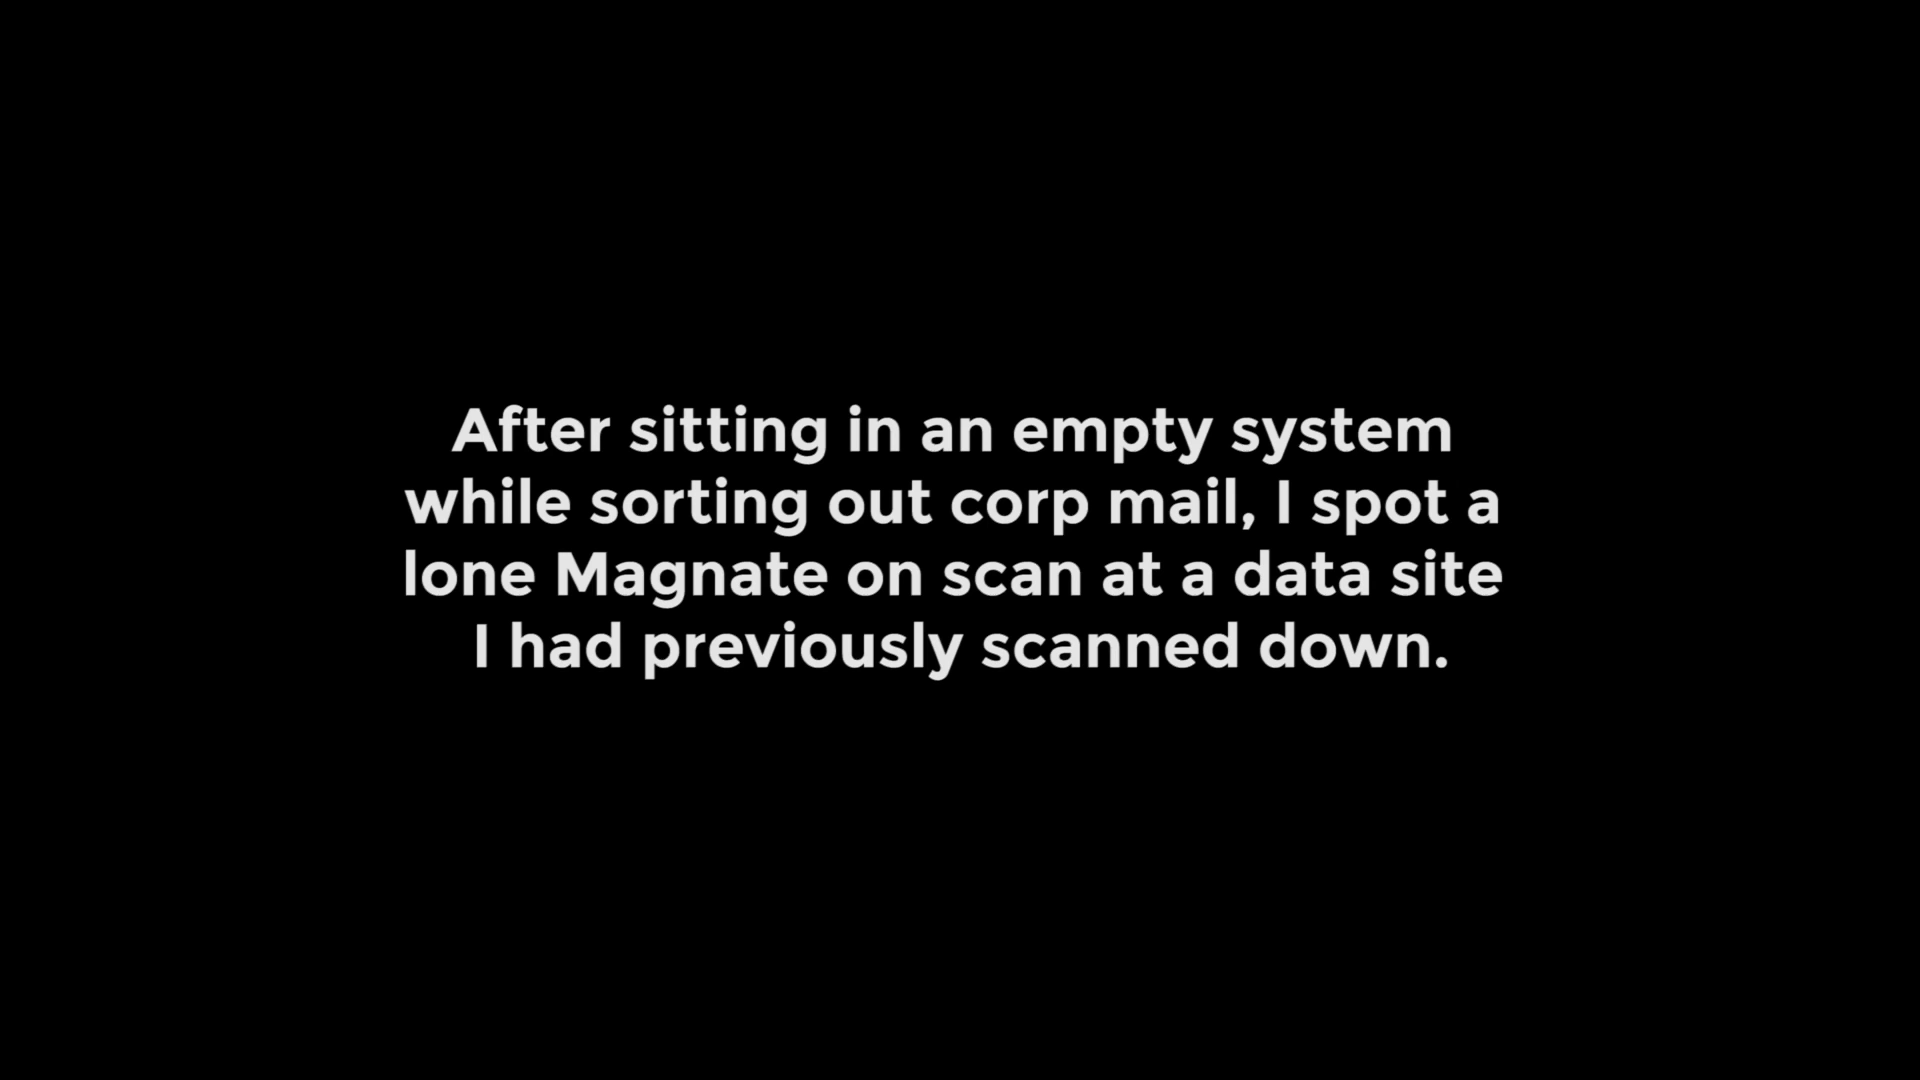 After sitting in an empty system
while sorting out corp mail, I spot a
lone Magnate on scan at a data site
I had previously scanned down.